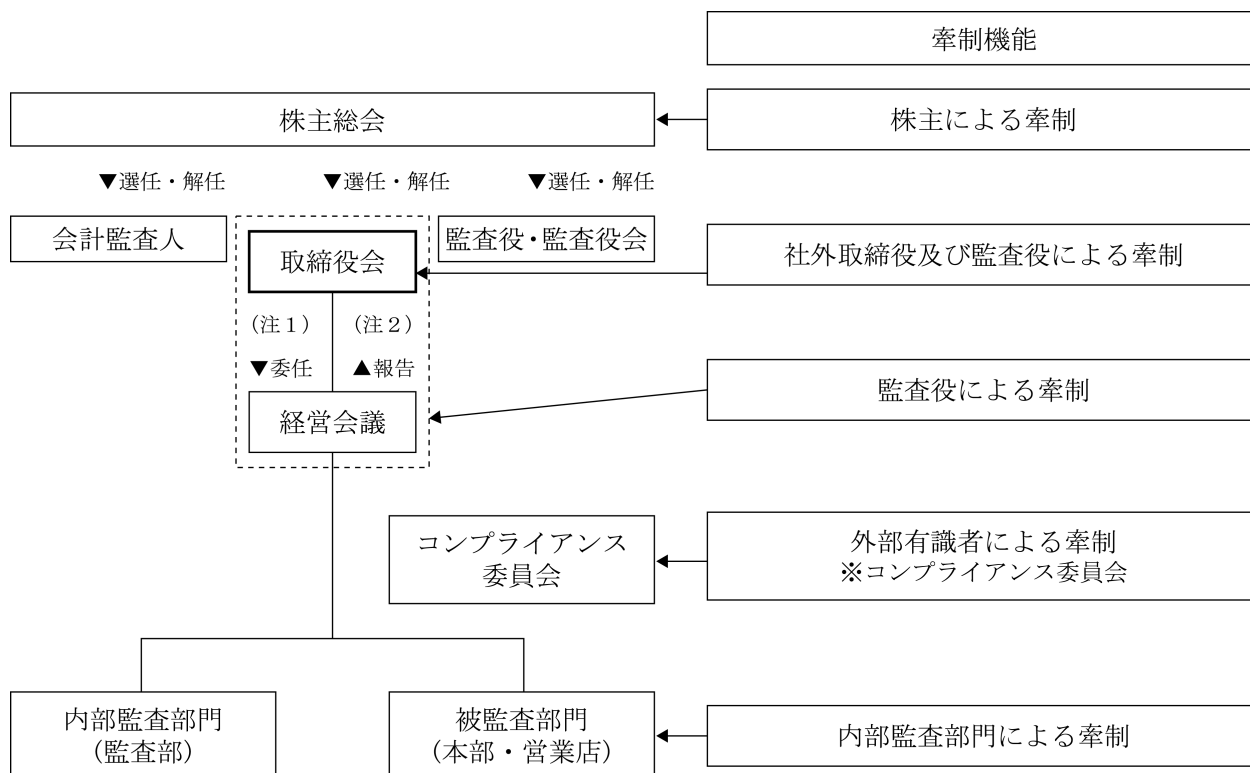 牽制機能
株主総会
株主による牽制
▼選任・解任
▼選任・解任
▼選任・解任
会計監査人
取締役会
監査役・監査役会
社外取締役及び監査役による牽制
(注１)
(注２)
▼委任
▲報告
経営会議
監査役による牽制
コンプライアンス
委員会
外部有識者による牽制
※コンプライアンス委員会
内部監査部門
(監査部)
被監査部門
(本部・営業店)
内部監査部門による牽制